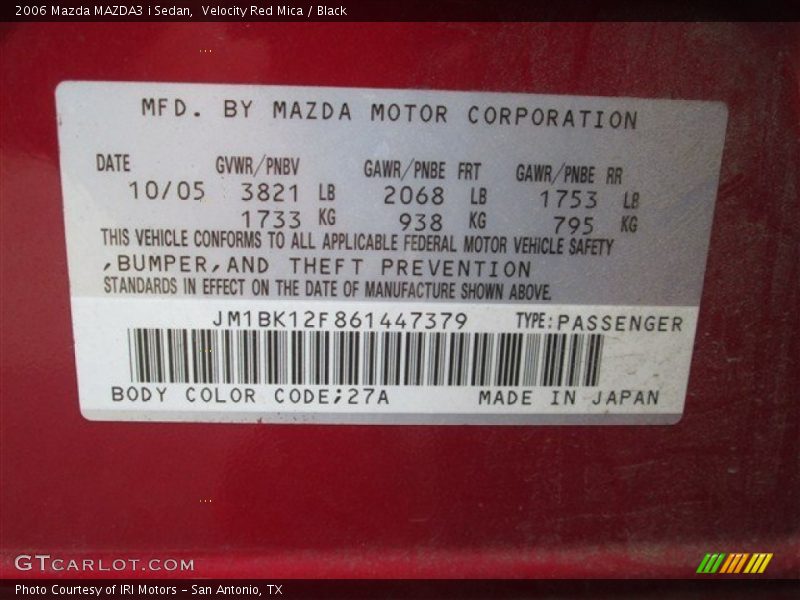 2006 Mazda MAZDA3 i Sedan,  Velocity Red Mica / Black
MFD. BY MAZDA MOTOR CORPORATION
DATE GVWR/PNBV GAWR/PNBE FRT GAWR/PNBE RR
10/05 3821 LB 2068 LB 1753 LB
1733 KG 938 KG 795 KG
THIS VEHICLE CONFORMS TO ALL APPLICABLE FEDERAL MOTOR VEHICLE SAFETY
,BUMPER,AND THEFT PREVENTION
STANDARDS IN EFFECT ON THE DATE OF MANUFACTURE SHOWN ABOVE.
JM1BK12F861447379 TYPE:PASSENGER
BODY COLOR CODE;27A MADE IN JAPAN
GTCARLOT.COM
Photo Courtesy of IRI Motors – San Antonio, TX